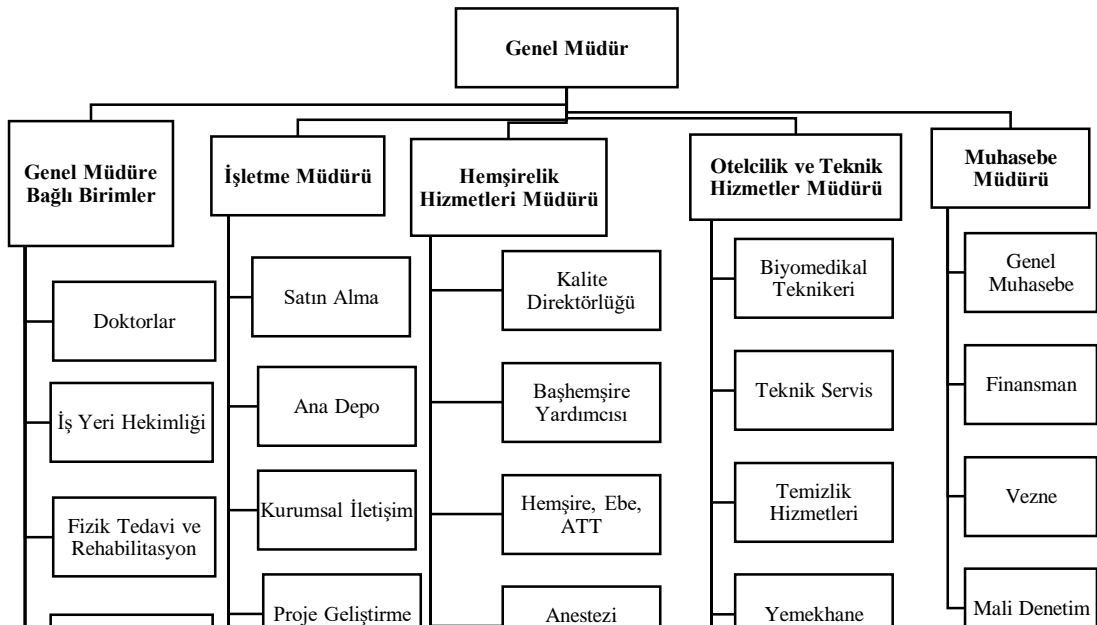 Genel Müdür
Genel Müdüre
Bağlı Birimler
Doktorlar
İş Yeri Hekimliği
Fizik Tedavi ve
Rehabilitasyon
İşletme Müdürü
Satın Alma
Ana Depo
Kurumsal İletişim
Proje Geliştirme
Hemşirelik
Hizmetleri Müdürü
Kalite
Direktörlüğü
Başhemşire
Yardımcısı
Hemşire, Ebe,
ATT
Anestezi
Otelcilik ve Teknik
Hizmetler Müdürü
Biyomedikal
Teknikeri
Teknik Servis
Temizlik
Hizmetleri
Yemekhane
Muhasebe
Müdürü
Genel
Muhasebe
Finansman
Vezne
Mali Denetim